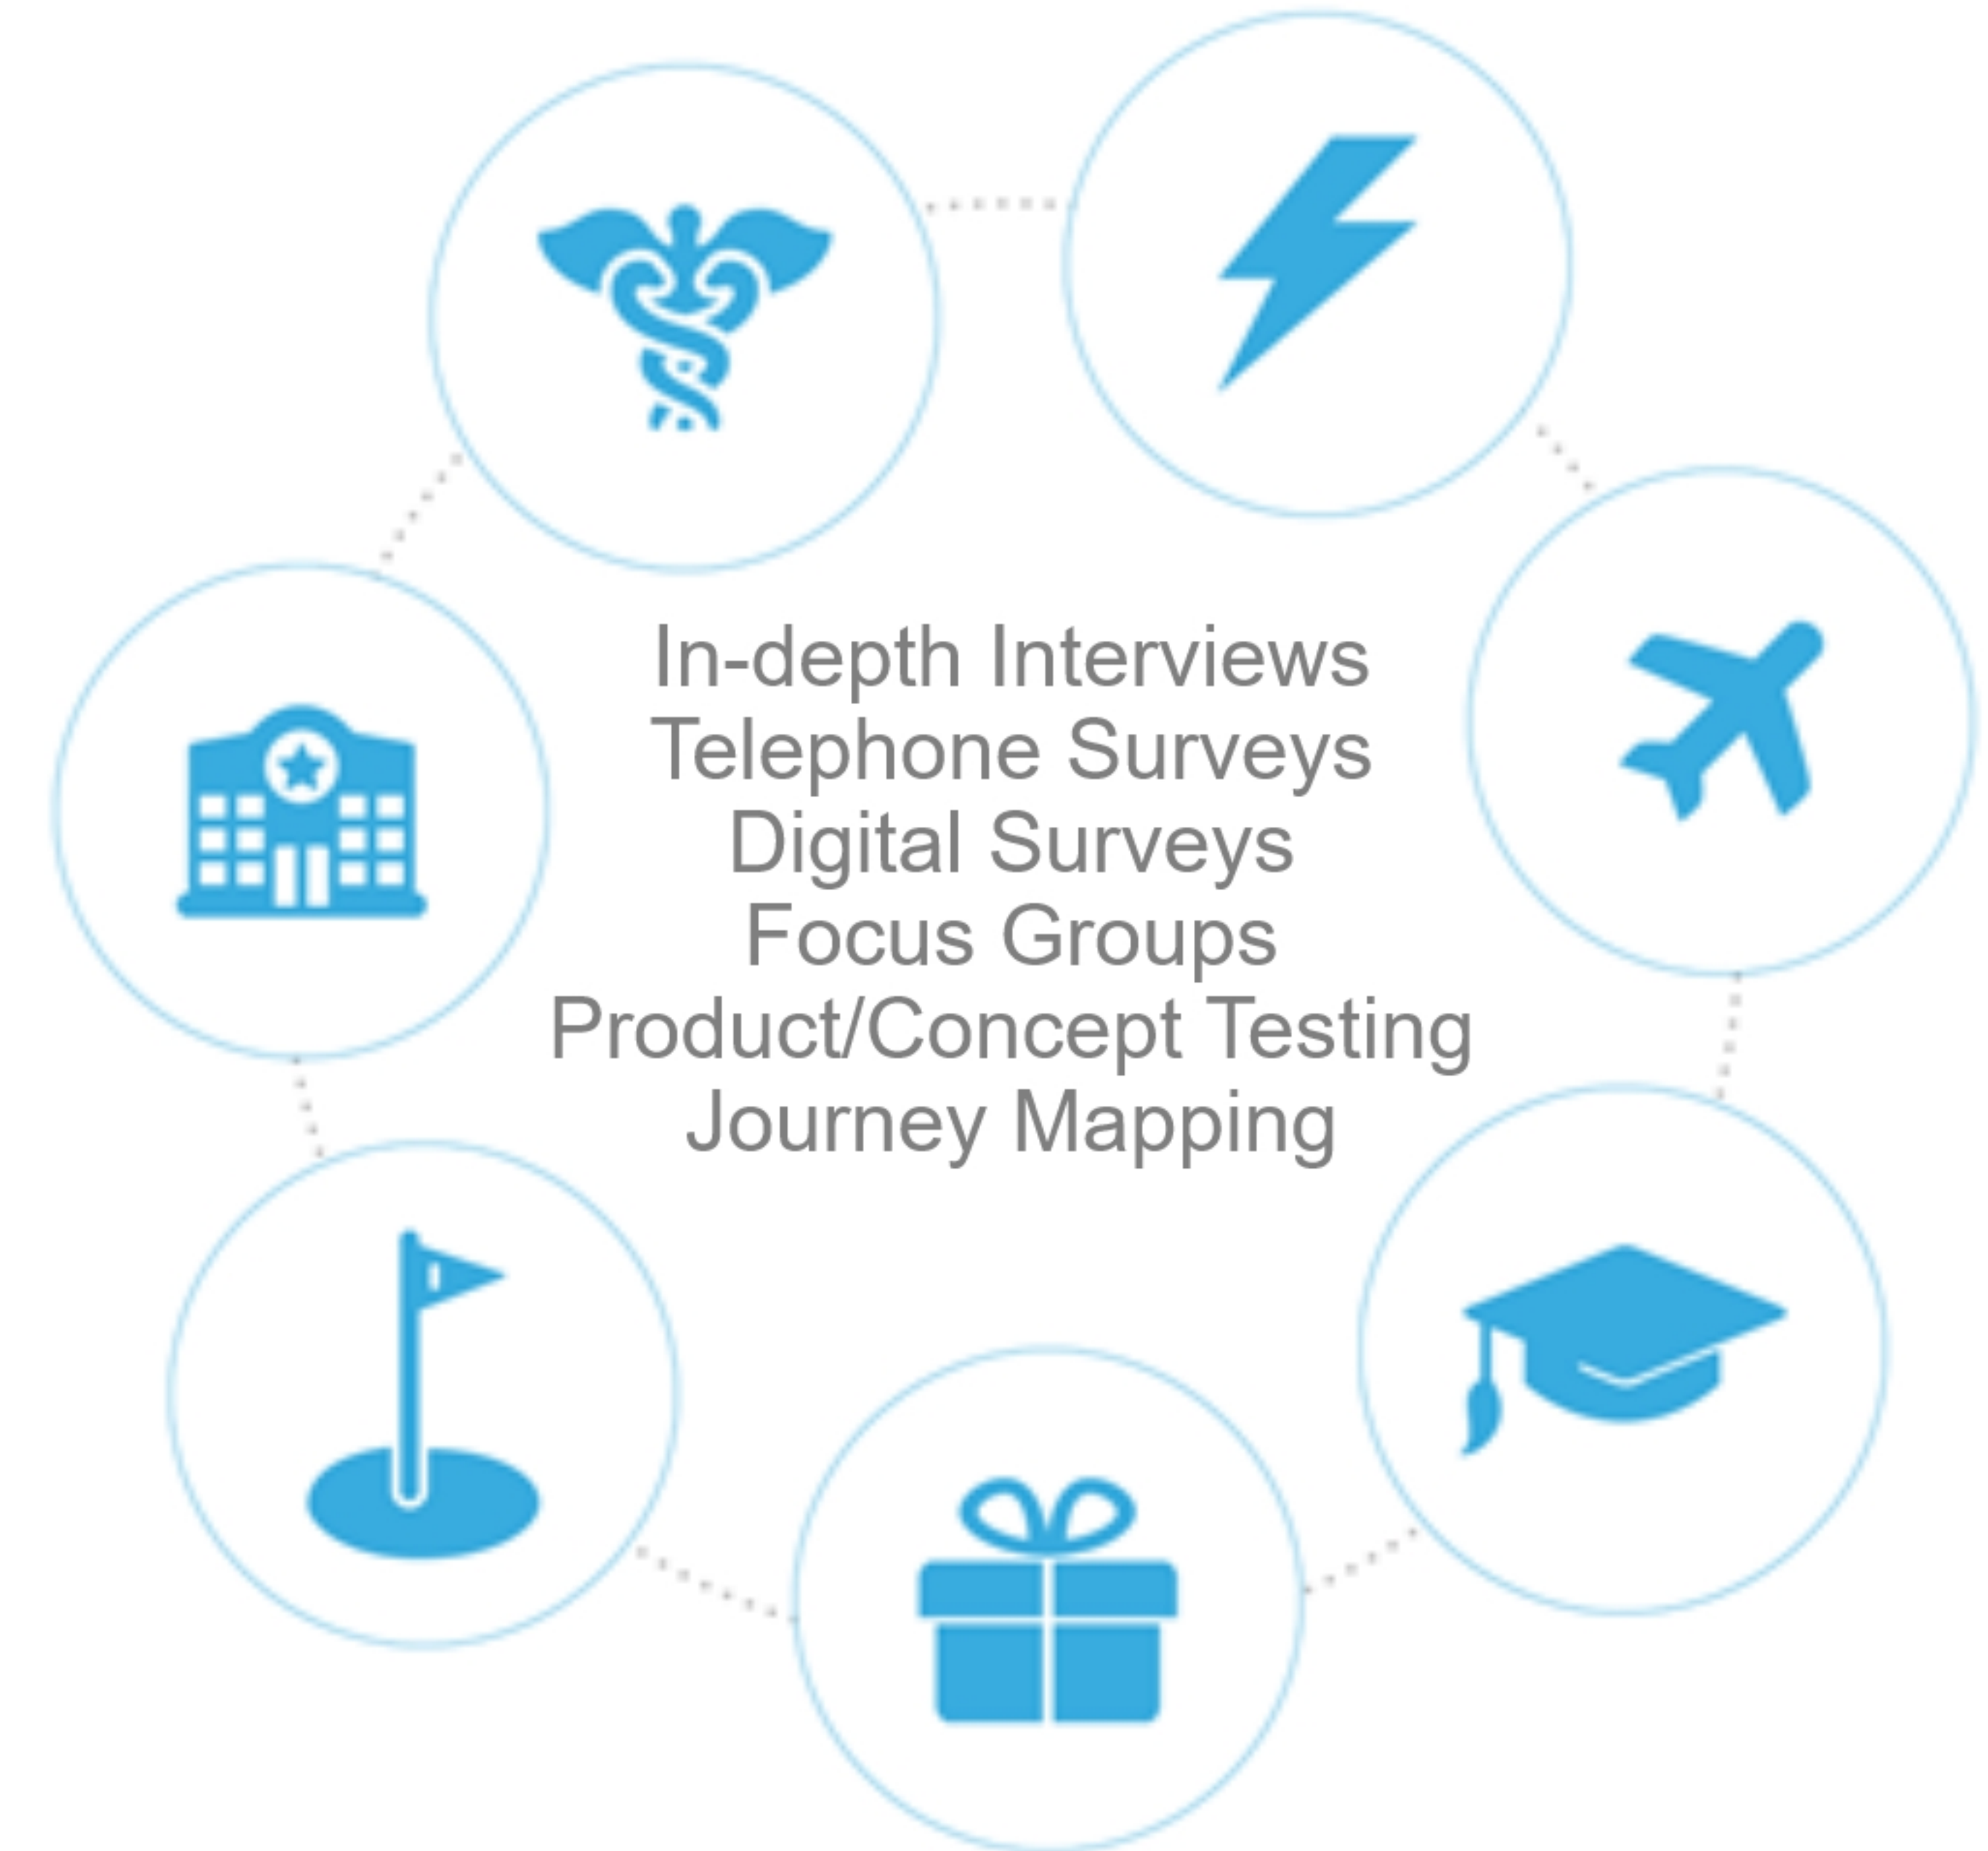 In-depth Interviews
Telephone Surveys
Digital Surveys
Focus Groups
Product/Concept Testing
Journey Mapping